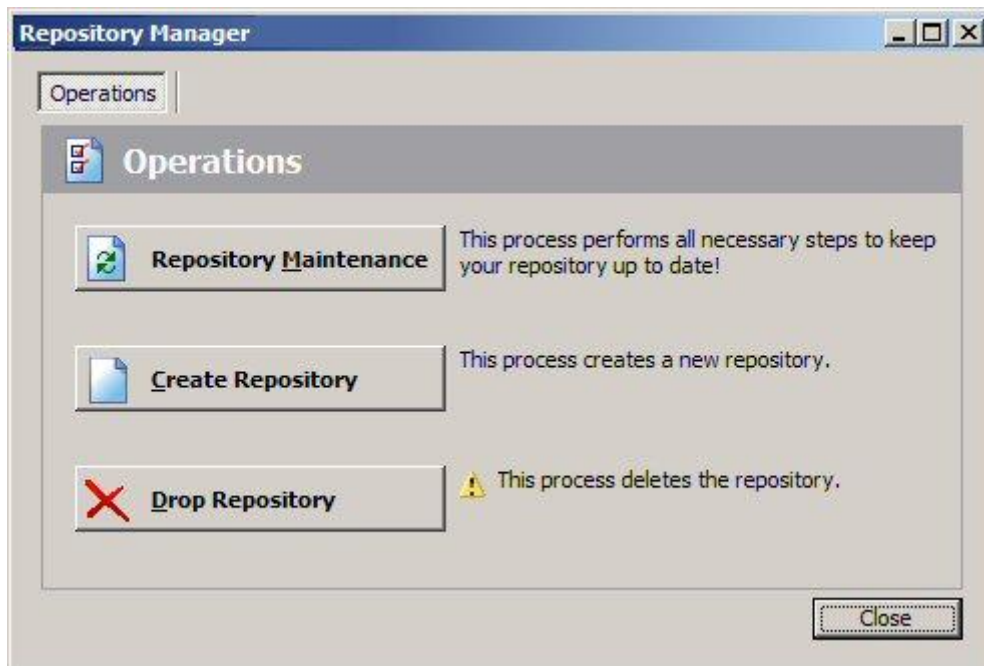 Repository Manager
Operations
Operations
Repository Maintenance
This process performs all necessary steps to keep
your repository up to date!
Create Repository
This process creates a new repository.
Drop Repository
This process deletes the repository.
Close